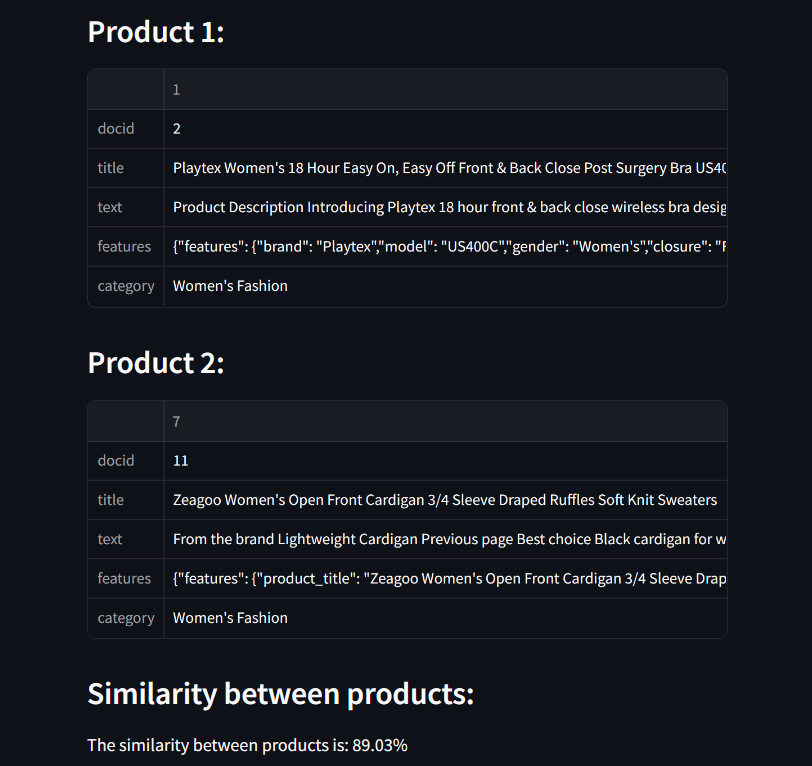 Product 1:
1
docid 2
title Playtex Women's 18 Hour Easy On, Easy Off Front & Back Close Post Surgery Bra US40
text Product Description Introducing Playtex 18 hour front & back close wireless bra desig
features {"features": {"brand": "Playtex","model": "US400C","gender": "Women's","closure": "F
category Women's Fashion
Product 2:
7
docid 11
title Zeagoo Women's Open Front Cardigan 3/4 Sleeve Draped Ruffles Soft Knit Sweaters
text From the brand Lightweight Cardigan Previous page Best choice Black cardigan for w
features {"features": {"product_title": "Zeagoo Women's Open Front Cardigan 3/4 Sleeve Drap
category Women's Fashion
Similarity between products:
The similarity between products is: 89.03%